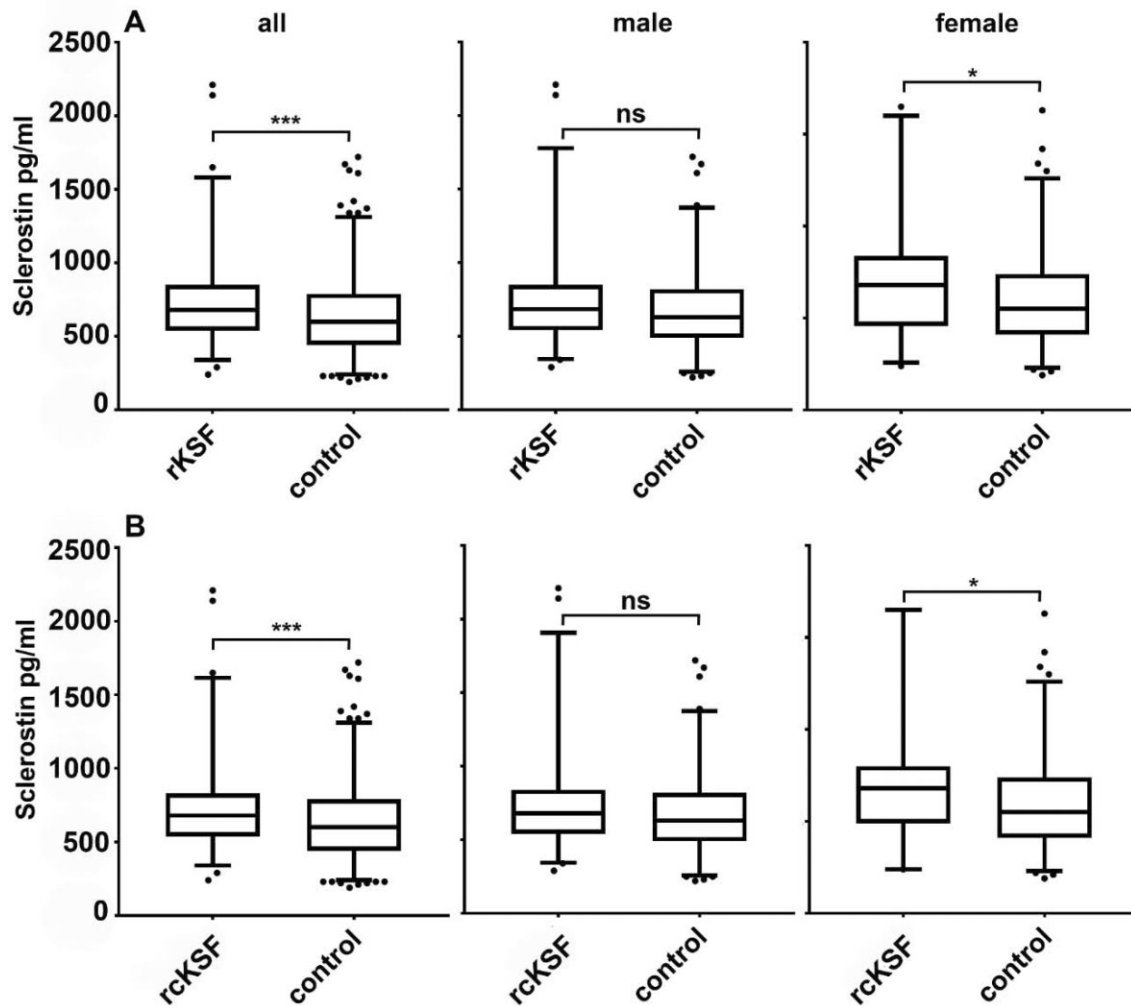 A
all
male
female
Sclerostin pg/ml
2500
2000
1500
1000
500
0
***
ns
*
rKSF
control
rKSF
control
rKSF
control
B
Sclerostin pg/ml
2500
2000
1500
1000
500
0
***
ns
*
rcKSF
control
rcKSF
control
rcKSF
control